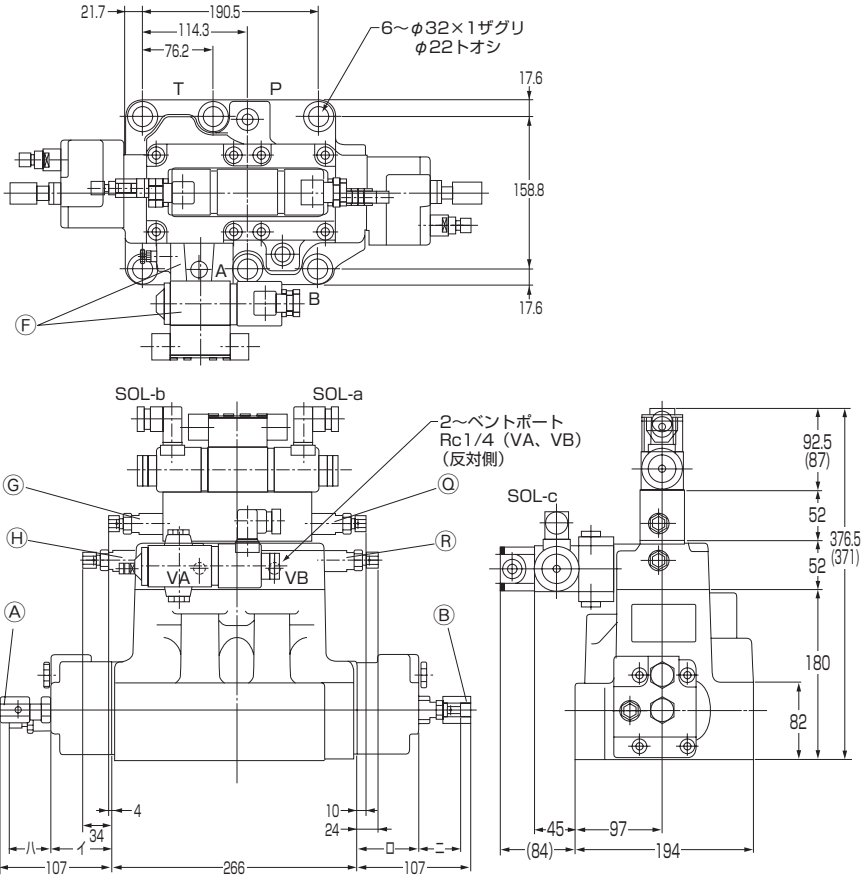 21.7
190.5
114.3
76.2
6～φ32×1ザグリ
φ22トオシ
T
P
17.6
158.8
17.6
A
B
Ⓕ
SOL-b
SOL-a
2～ベントポート
Rc1/4（VA、VB）
（反対側）
Ⓖ
Ⓠ
Ⓗ
Ⓡ
VA
VB
Ⓐ
Ⓑ
4
34
10
24
ハ
イ
ロ
ニ
107
266
107
SOL-c
92.5
(87)
52
52
376.5
(371)
180
82
45
97
(84)
194